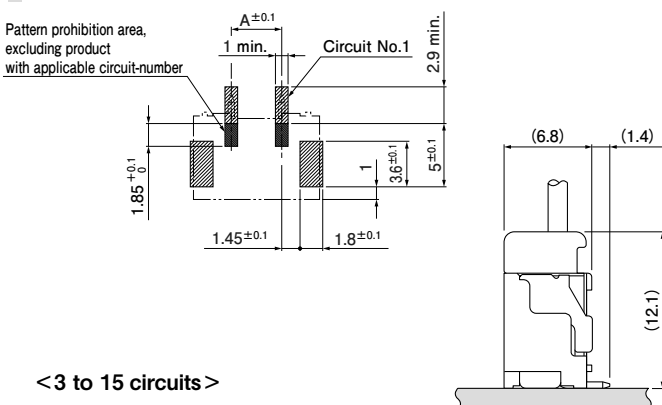 Pattern prohibition area,
excluding product
with applicable circuit-number
A±0.1
1 min.
Circuit No.1
2.9 min.
1.85 +0.1 0
1
3.6±0.1
5±0.1
1.45±0.1
1.8±0.1
(6.8)
(1.4)
(12.1)
<3 to 15 circuits>